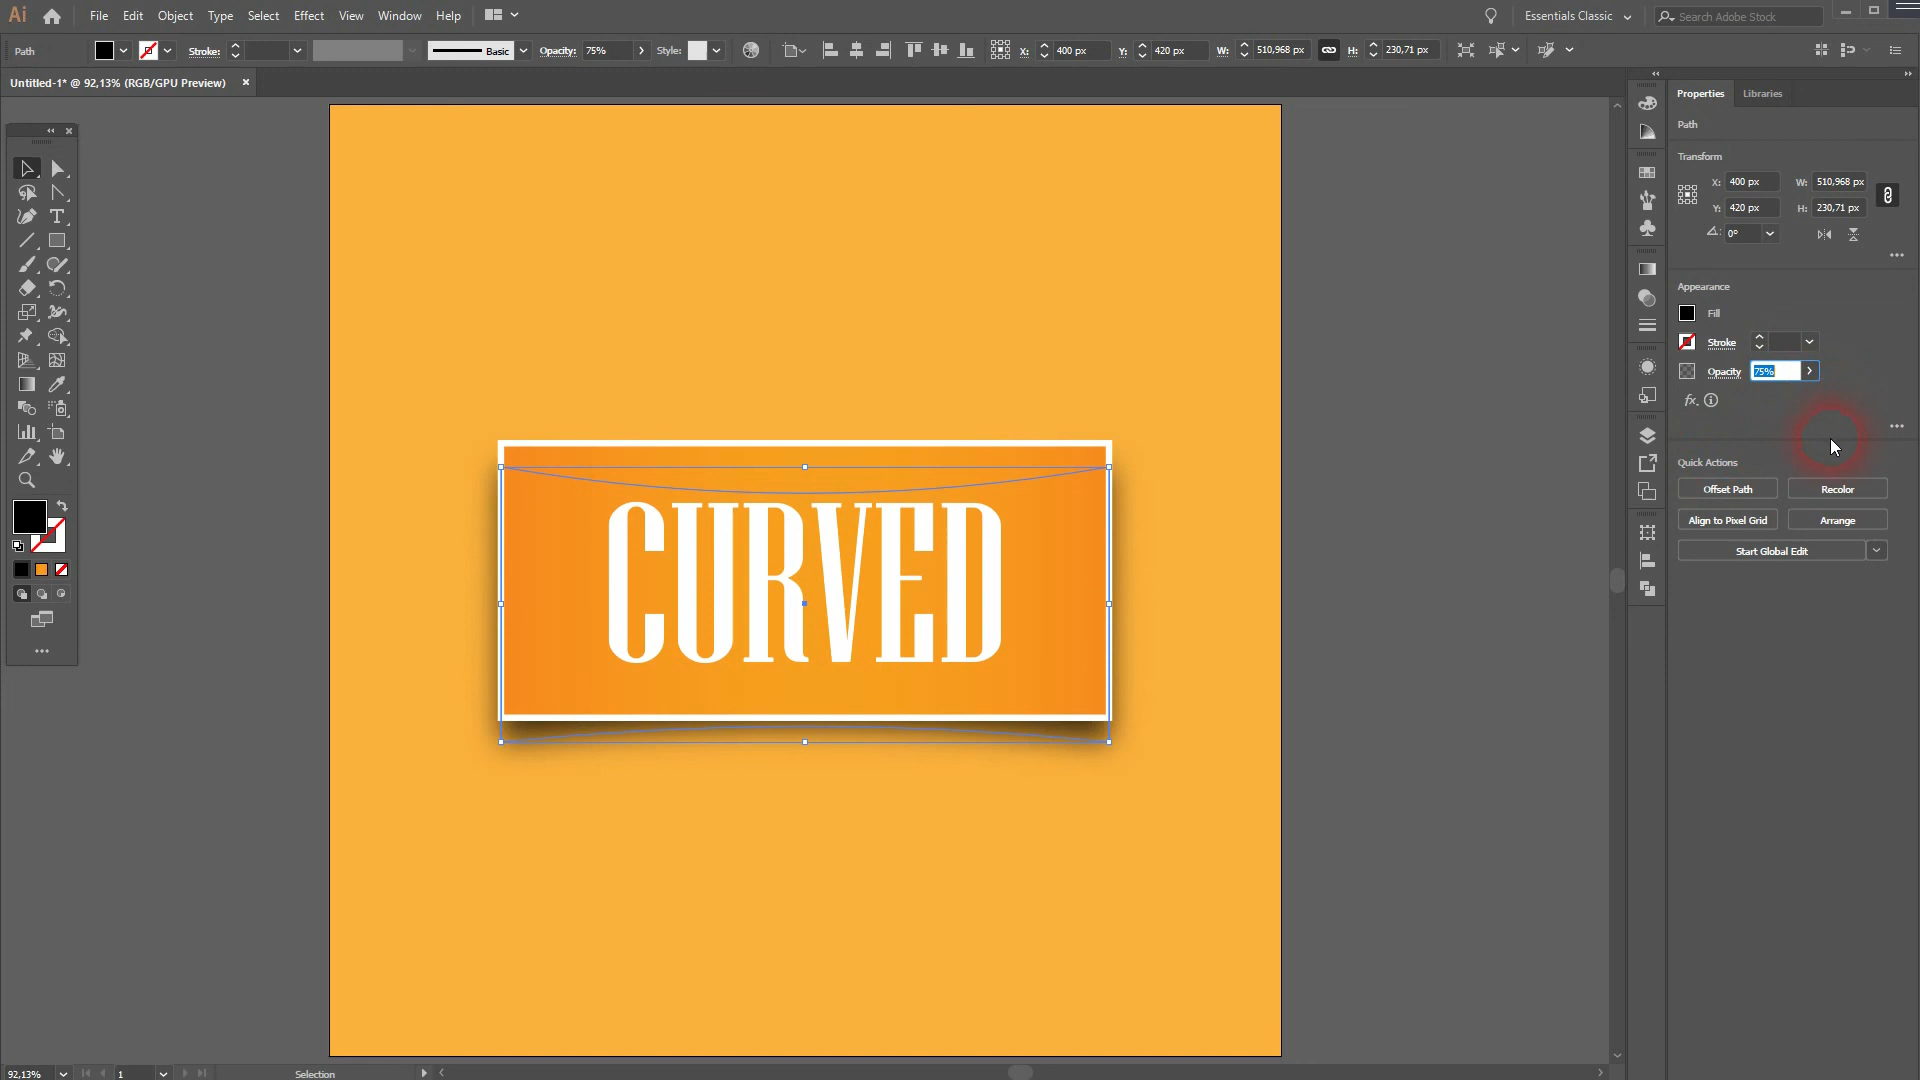 Ai File Edit Object Type Select Effect View Window Help Essentials Classic Search Adobe Stock
Path Stroke: Basic Opacity: 75% Style: X: 400 px Y: 420 px W: 510,968 px H: 230,71 px
Untitled-1* @ 92,13% (RGB/GPU Preview)
Properties Libraries
Path
Transform
X: 400 px W: 510,968 px
Y: 420 px H: 230,71 px
0°
Appearance
Fill
Stroke
Opacity 75%
fx.
Quick Actions
Offset Path Recolor
Align to Pixel Grid Arrange
Start Global Edit
CURVED
92,13% 1 Selection